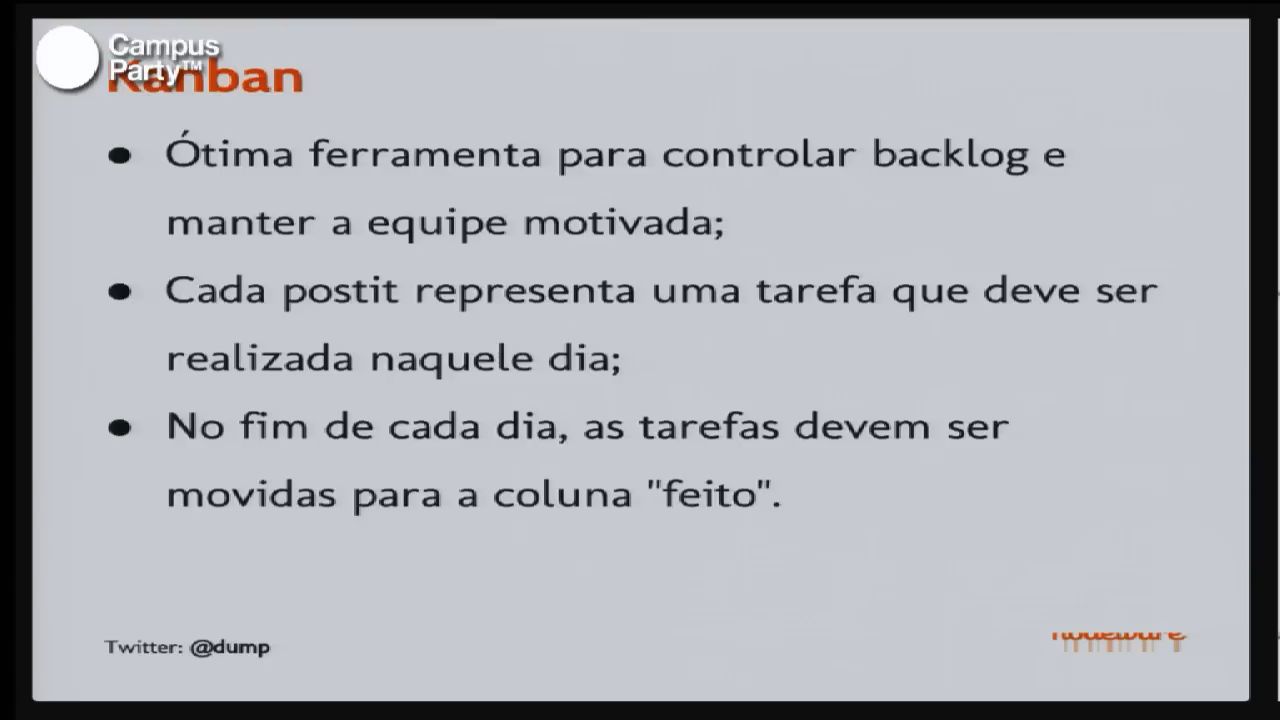 Campus
Party™
Kanban
● Ótima ferramenta para controlar backlog e
manter a equipe motivada;
● Cada postit representa uma tarefa que deve ser
realizada naquele dia;
● No fim de cada dia, as tarefas devem ser
movidas para a coluna "feito".
Twitter: @dump